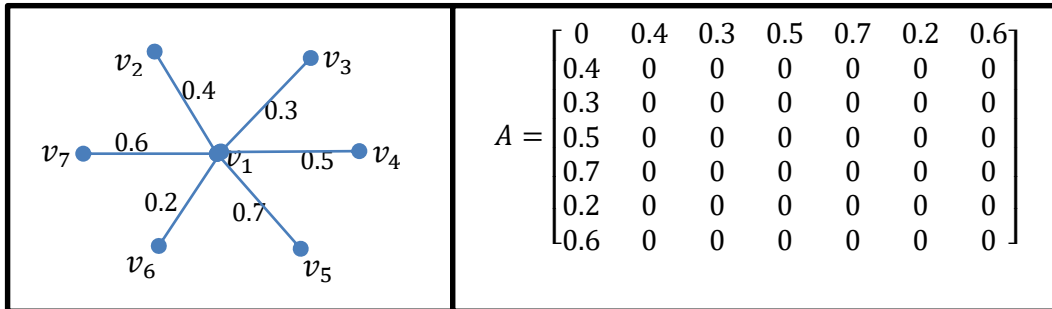 v₂
v₃
0.4
0.3
v₇
0.6
v₁
0.5
v₄
0.2
0.7
v₆
v₅
A =
0 0.4 0.3 0.5 0.7 0.2 0.6
0.4 0 0 0 0 0 0
0.3 0 0 0 0 0 0
0.5 0 0 0 0 0 0
0.7 0 0 0 0 0 0
0.2 0 0 0 0 0 0
0.6 0 0 0 0 0 0